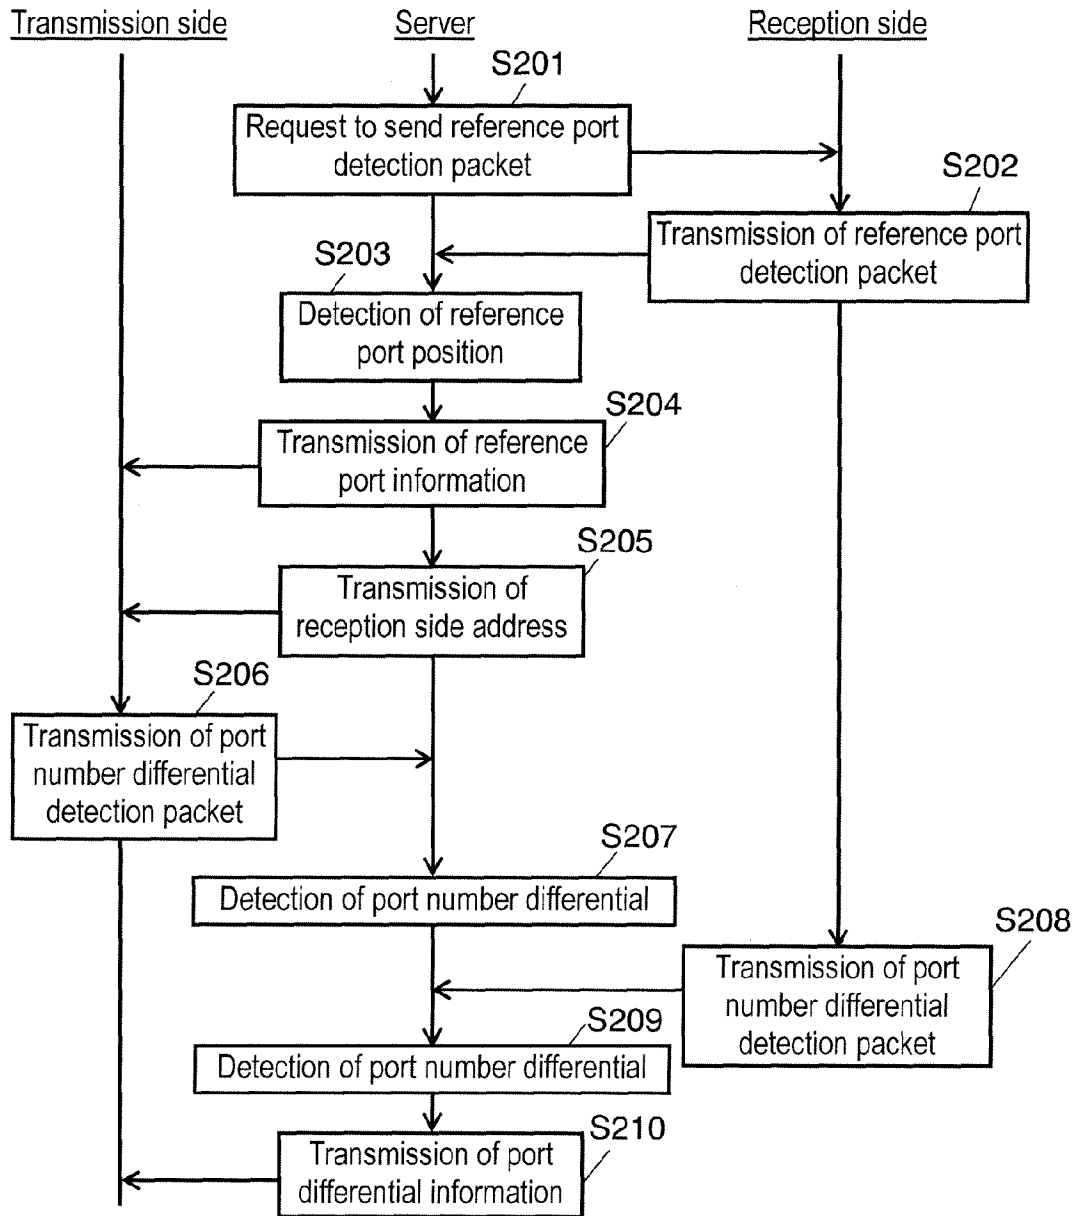 Transmission side
Server
Reception side
S201
Request to send reference port
detection packet
S202
Transmission of reference port
detection packet
S203
Detection of reference
port position
S204
Transmission of reference
port information
S205
Transmission of
reception side address
S206
Transmission of port
number differential
detection packet
S207
Detection of port number differential
S208
Transmission of port
number differential
detection packet
S209
Detection of port number differential
S210
Transmission of port
differential information